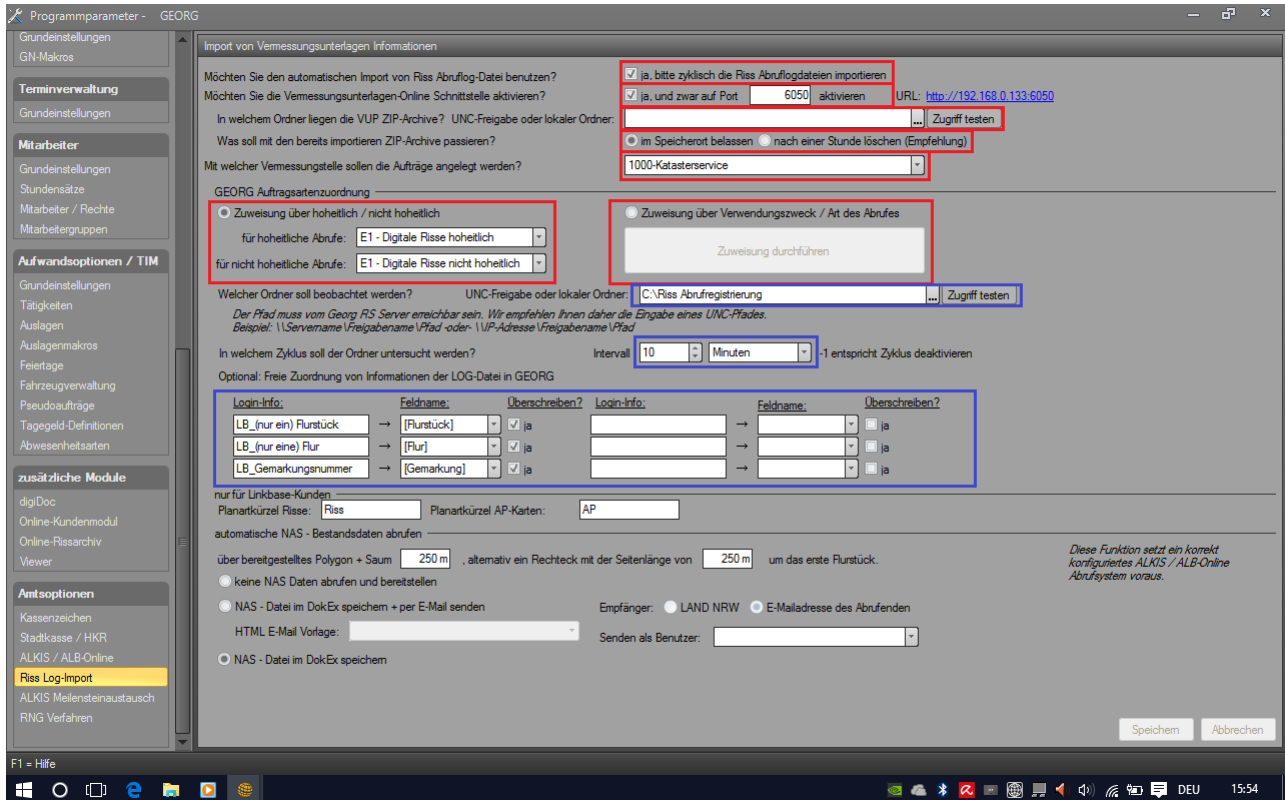 Programmparameter - GEORG
Grundeinstellungen
GN-Makros
Terminverwaltung
Grundeinstellungen
Mitarbeiter
Grundeinstellungen
Stundensätze
Mitarbeiter / Rechte
Mitarbeitergruppen
Aufwandsoptionen / TIM
Grundeinstellungen
Tätigkeiten
Auslagen
Auslagenmakros
Feiertage
Fahrzeugverwaltung
Pseudoaufträge
Tagegeld-Definitionen
Abwesenheitsarten
zusätzliche Module
digiDoc
Online-Kundenmodul
Online-Rissarchiv
Viewer
Amtsoptionen
Kassenzeichen
Stadtkasse / HKR
ALKIS / ALB-Online
Riss Log-Import
ALKIS Meilensteinaustausch
RNG Verfahren
Import von Vermessungsunterlagen Informationen
Möchten Sie den automatischen Import von Riss Abruflog-Datei benutzen? ja, bitte zyklisch die Riss Abruflogdateien importieren
Möchten Sie die Vermessungsunterlagen-Online Schnittstelle aktivieren? ja, und zwar auf Port 6050 aktivieren URL: http://192.168.0.133:6050
In welchem Ordner liegen die VUP ZIP-Archive? UNC-Freigabe oder lokaler Ordner: ... Zugriff testen
Was soll mit den bereits importieren ZIP-Archive passieren? im Speicherort belassen nach einer Stunde löschen (Empfehlung)
Mit welcher Vermessungstelle sollen die Aufträge angelegt werden? 1000-Katasterservice
GEORG Auftragsartenzuordnung
Zuweisung über hoheitlich / nicht hoheitlich Zuweisung über Verwendungszweck / Art des Abrufes
für hoheitliche Abrufe: E1 - Digitale Risse hoheitlich
Zuweisung durchführen
für nicht hoheitliche Abrufe: E1 - Digitale Risse nicht hoheitlich
Welcher Ordner soll beobachtet werden? UNC-Freigabe oder lokaler Ordner: C:\Riss Abrufregistrierung ... Zugriff testen
Der Pfad muss vom Georg RS Server erreichbar sein. Wir empfehlen Ihnen daher die Eingabe eines UNC-Pfades.
Beispiel: \\Servername\Freigabename\Pfad -oder- \\IP-Adresse\Freigabename\Pfad
In welchem Zyklus soll der Ordner untersucht werden? Intervall 10 Minuten -1 entspricht Zyklus deaktivieren
Optional: Freie Zuordnung von Informationen der LOG-Datei in GEORG
Login-Info: Feldname: Überschreiben? Login-Info: Feldname: Überschreiben?
LB_(nur ein) Flurstück → [Flurstück] ja → ja
LB_(nur eine) Flur → [Flur] ja → ja
LB_Gemarkungsnummer → [Gemarkung] ja → ja
nur für Linkbase-Kunden
Planartkürzel Risse: Riss Planartkürzel AP-Karten: AP
automatische NAS - Bestandsdaten abrufen
über bereitgestelltes Polygon + Saum 250 m , alternativ ein Rechteck mit der Seitenlänge von 250 m um das erste Flurstück.
Diese Funktion setzt ein korrekt
konfiguriertes ALKIS / ALB-Online
Abrufsystem voraus.
keine NAS Daten abrufen und bereitstellen
NAS - Datei im DokEx speichern + per E-Mail senden Empfänger: LAND NRW E-Mailadresse des Abrufenden
HTML E-Mail Vorlage: Senden als Benutzer:
NAS - Datei im DokEx speichern
Speichern Abbrechen
F1 = Hilfe
DEU 15:54